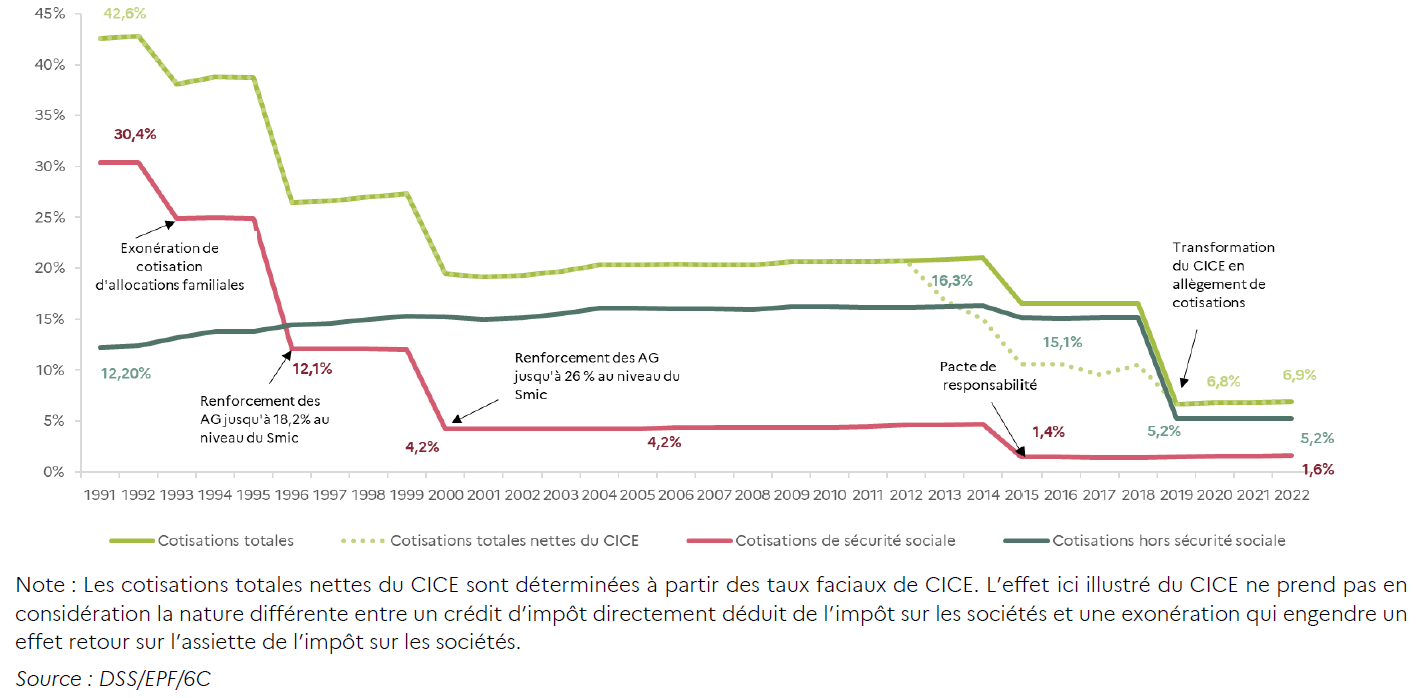 45%
40%
35%
30%
25%
20%
15%
10%
5%
0%
42,6%
30,4%
Exonération de
cotisation
d'allocations familiales
12,20%
Renforcement des
AG jusqu'à 18,2% au
niveau du Smic
12,1%
Renforcement des AG
jusqu'à 26 % au niveau du
Smic
4,2%
4,2%
16,3%
15,1%
Pacte de
responsabilité
1,4%
Transformation
du CICE en
allègement de
cotisations
6,8%
6,9%
5,2%
5,2%
1,6%
1991 1992 1993 1994 1995 1996 1997 1998 1999 2000 2001 2002 2003 2004 2005 2006 2007 2008 2009 2010 2011 2012 2013 2014 2015 2016 2017 2018 2019 2020 2021 2022
Cotisations totales Cotisations totales nettes du CICE Cotisations de sécurité sociale Cotisations hors sécurité sociale
Note : Les cotisations totales nettes du CICE sont déterminées à partir des taux faciaux de CICE. L'effet ici illustré du CICE ne prend pas en
considération la nature différente entre un crédit d'impôt directement déduit de l'impôt sur les sociétés et une exonération qui engendre un
effet retour sur l'assiette de l'impôt sur les sociétés.
Source : DSS/EPF/6C